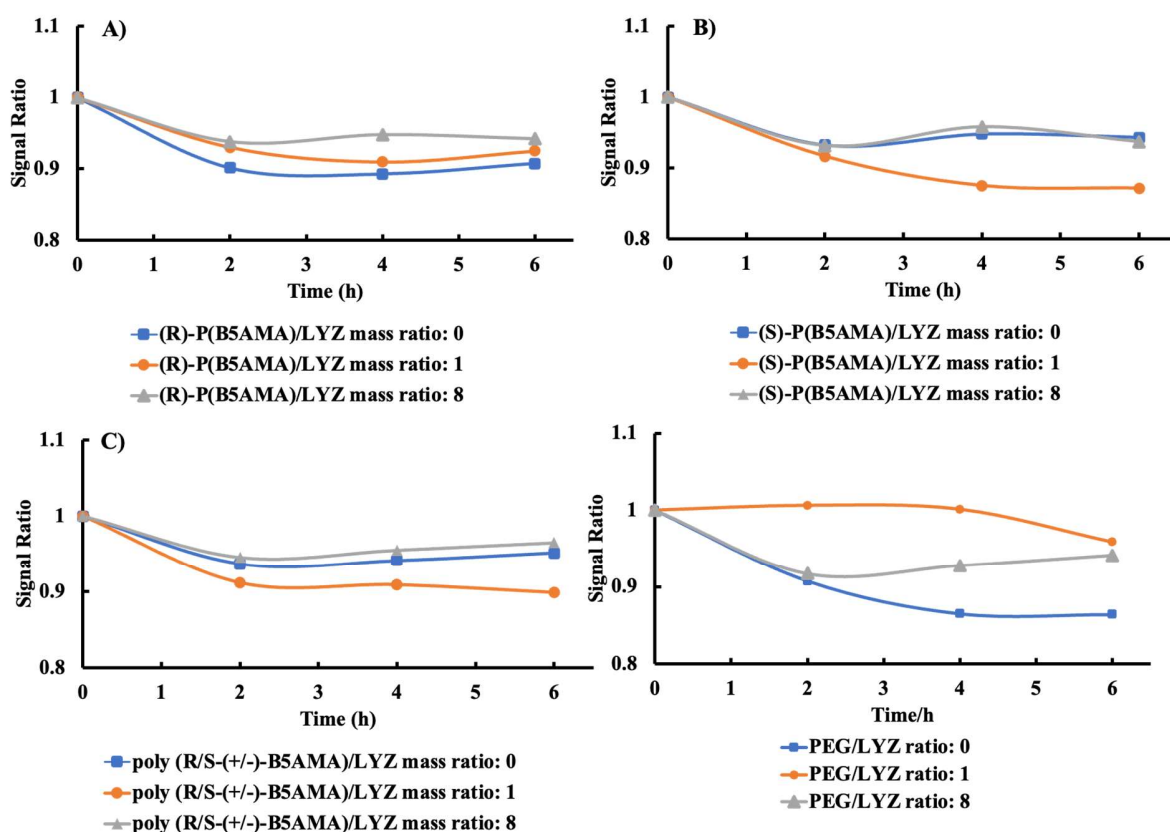 A)
1.1
1
0.9
0.8
Signal Ratio
0 1 2 3 4 5 6
Time (h)
(R)-P(B5AMA)/LYZ mass ratio: 0
(R)-P(B5AMA)/LYZ mass ratio: 1
(R)-P(B5AMA)/LYZ mass ratio: 8
B)
1.1
1
0.9
0.8
Signal Ratio
0 1 2 3 4 5 6
Time (h)
(S)-P(B5AMA)/LYZ mass ratio: 0
(S)-P(B5AMA)/LYZ mass ratio: 1
(S)-P(B5AMA)/LYZ mass ratio: 8
C)
1.1
1
0.9
0.8
Signal Ratio
0 1 2 3 4 5 6
Time (h)
poly (R/S-(+/-)-B5AMA)/LYZ mass ratio: 0
poly (R/S-(+/-)-B5AMA)/LYZ mass ratio: 1
poly (R/S-(+/-)-B5AMA)/LYZ mass ratio: 8
1.1
1
0.9
0.8
Signal Ratio
0 1 2 3 4 5 6
Time/h
PEG/LYZ ratio: 0
PEG/LYZ ratio: 1
PEG/LYZ ratio: 8